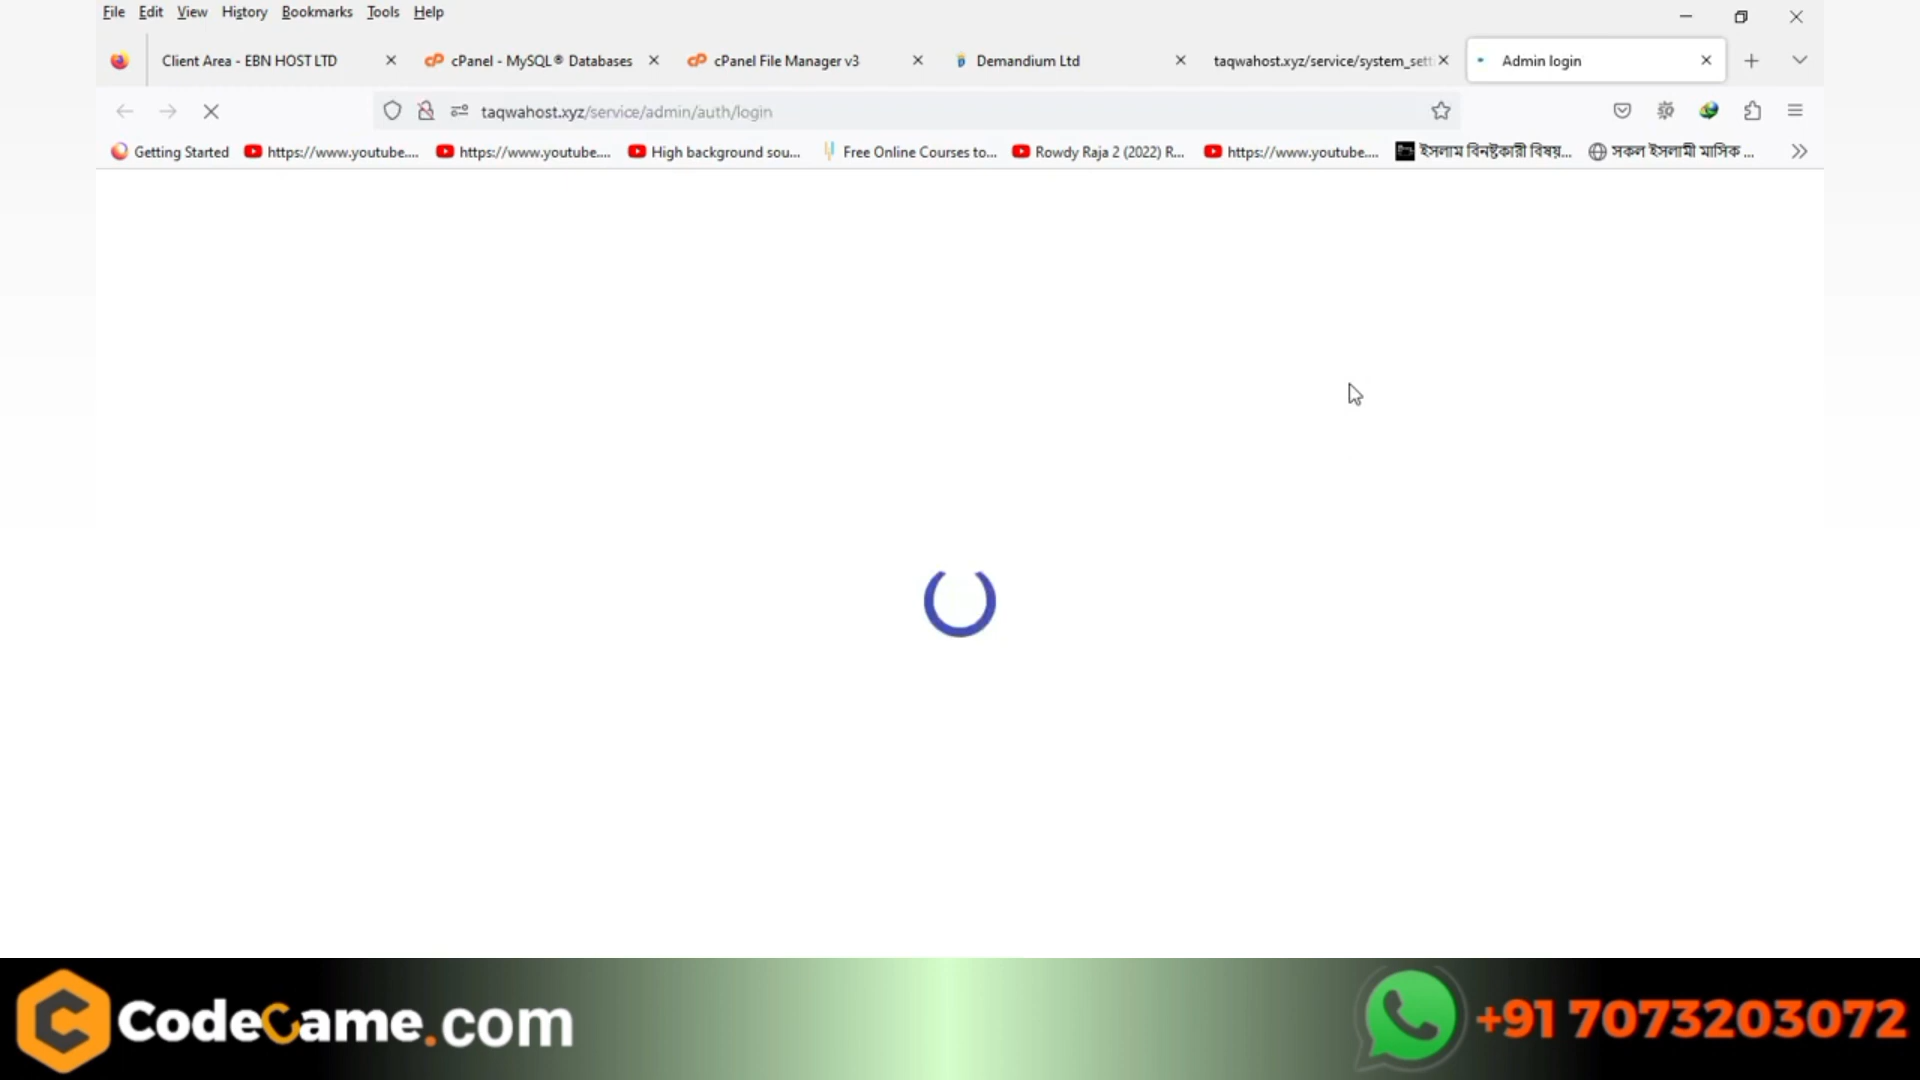 File Edit View History Bookmarks Tools Help
Client Area - EBN HOST LTD cPanel - MySQL® Databases cPanel File Manager v3 Demandium Ltd taqwahost.xyz/service/system_sett Admin login
taqwahost.xyz/service/admin/auth/login
Getting Started https://www.youtube.... https://www.youtube.... High background sou... Free Online Courses to... Rowdy Raja 2 (2022) R... https://www.youtube.... ইসলাম বিনষ্টকারী বিষয়... সকল ইসলামী মাসিক ...
CodeGame.com +91 7073203072